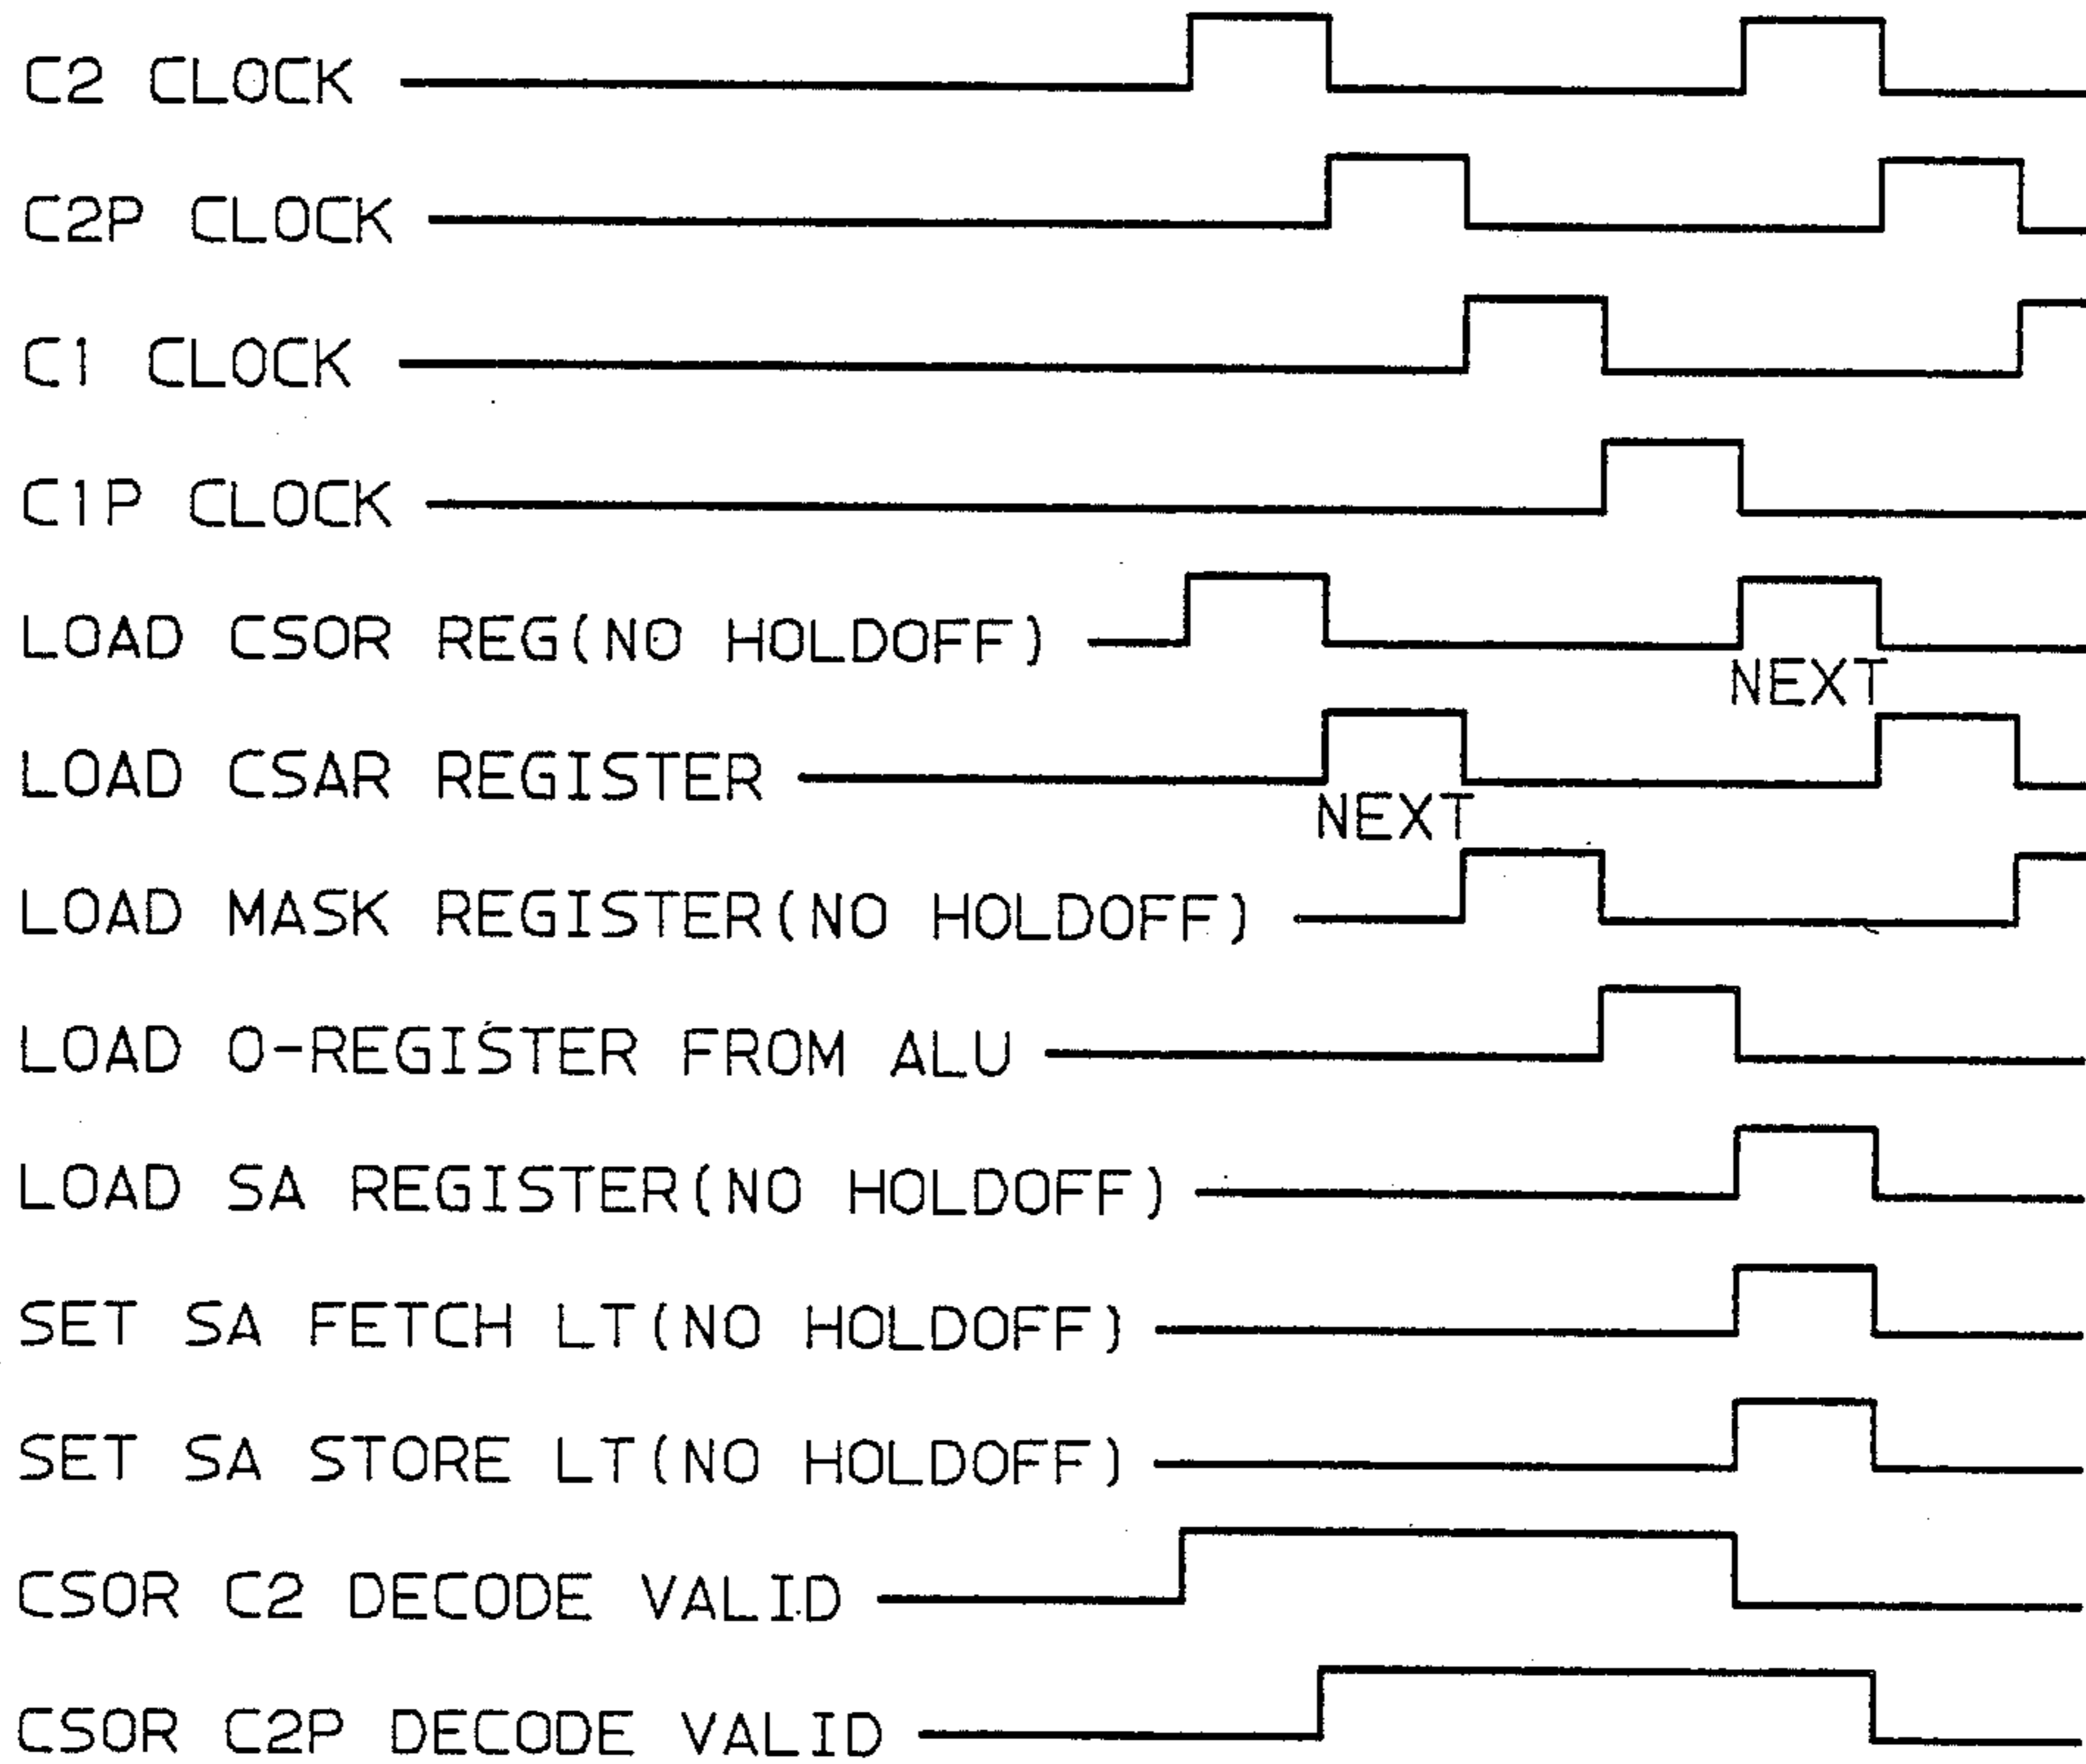 C2 CLOCK
C2P CLOCK
C1 CLOCK
C1P CLOCK
LOAD CSOR REG(NO HOLDOFF)
NEXT
LOAD CSAR REGISTER
NEXT
LOAD MASK REGISTER(NO HOLDOFF)
LOAD O-REGISTER FROM ALU
LOAD SA REGISTER(NO HOLDOFF)
SET SA FETCH LT(NO HOLDOFF)
SET SA STORE LT(NO HOLDOFF)
CSOR C2 DECODE VALID
CSOR C2P DECODE VALID